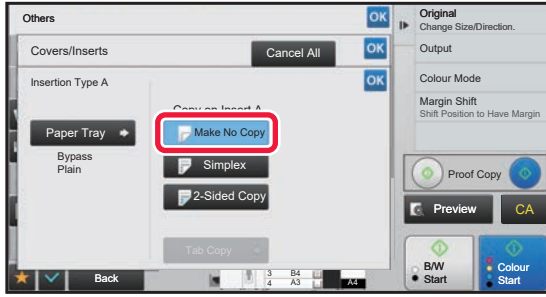 Others
OK
Covers/Inserts
Cancel All
OK
Insertion Type A
OK
Copy on Insert A
Paper Tray
Bypass
Plain
Make No Copy
Simplex
2-Sided Copy
Tab Copy
Back
3 B4
4 A3
A4
Original
Change Size/Direction.
Output
Colour Mode
Margin Shift
Shift Position to Have Margin
Proof Copy
Preview
CA
B/W
Start
Colour
Start